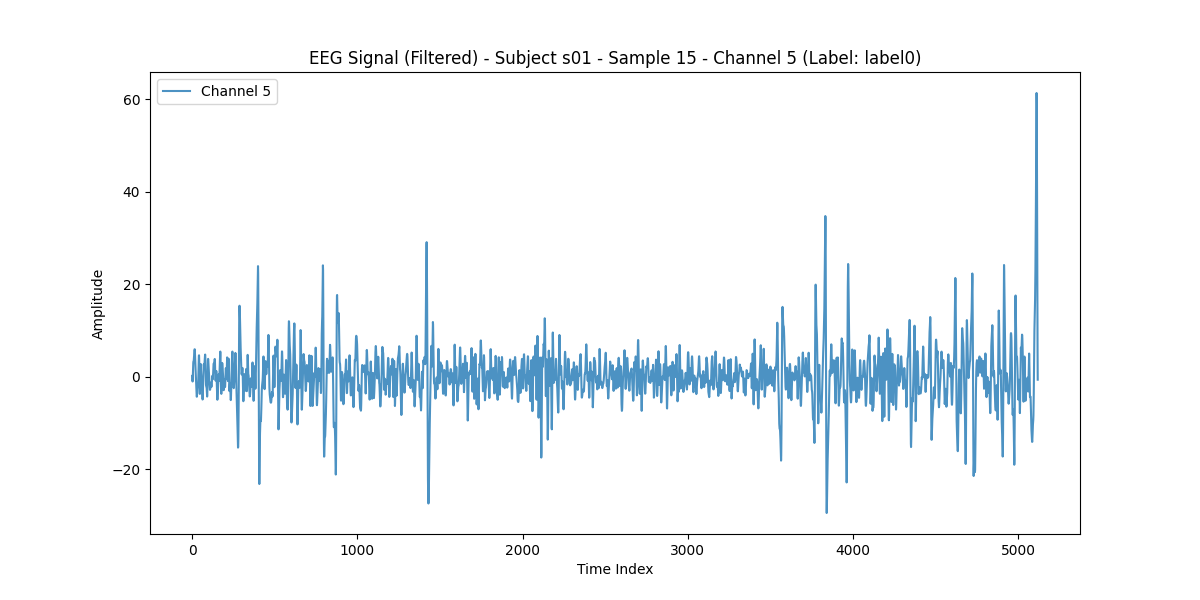 EEG Signal (Filtered) - Subject s01 - Sample 15 - Channel 5 (Label: label0)
Channel 5
60
40
20
0
−20
Amplitude
0 1000 2000 3000 4000 5000
Time Index